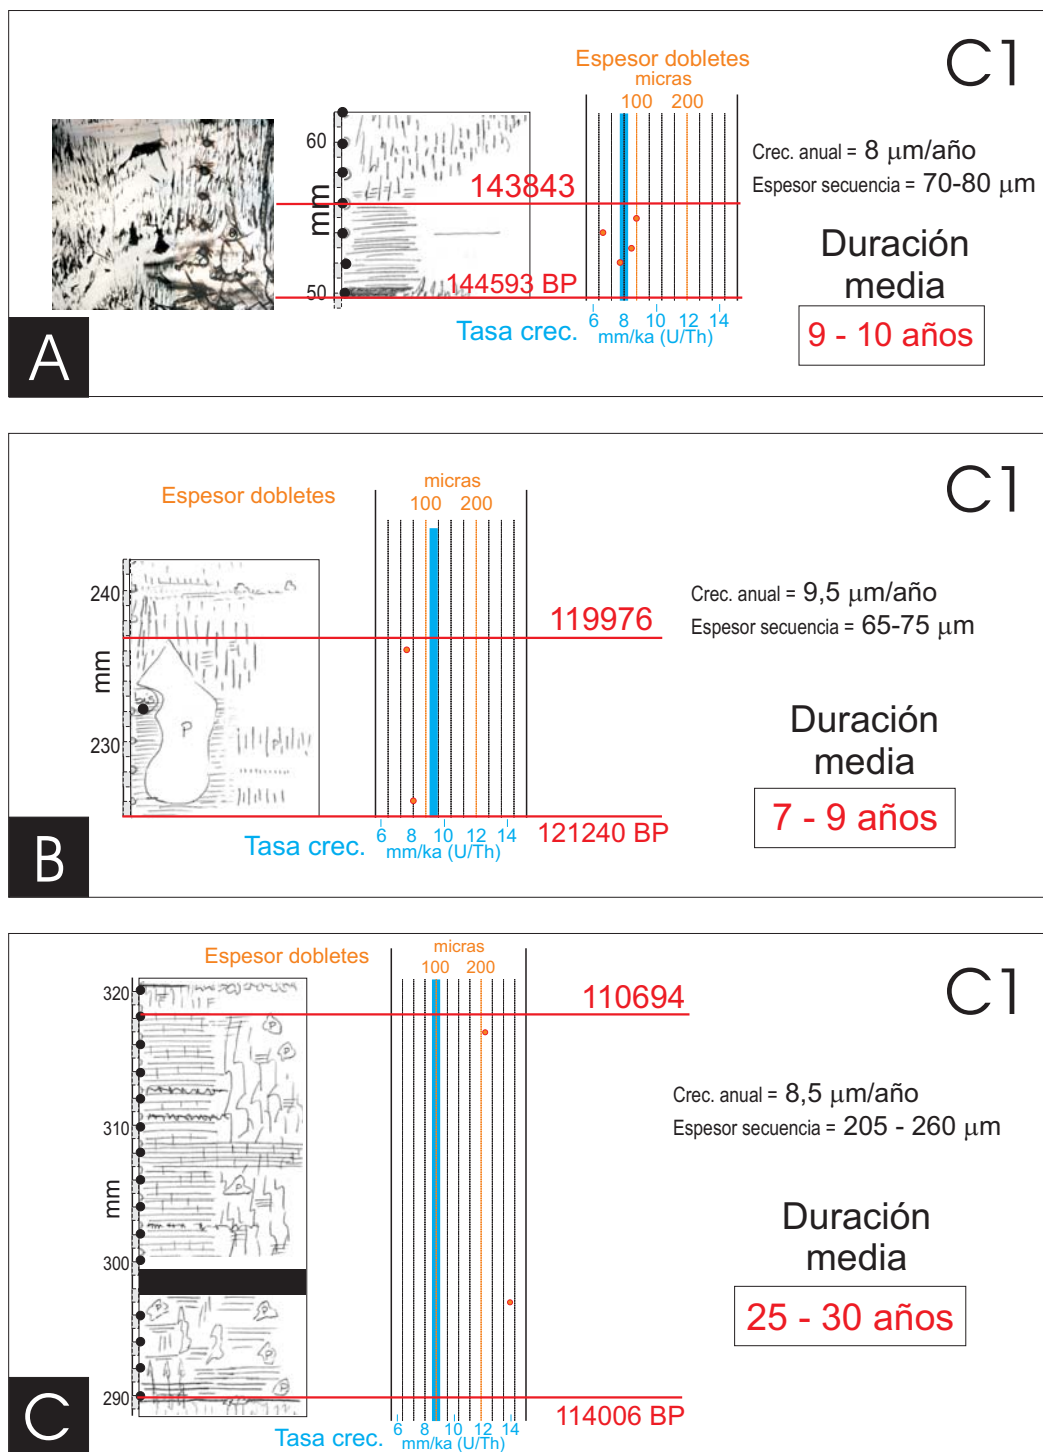 C1
Espesor dobletes
micras
100 200
60
mm
50
143843
144593 BP
Tasa crec.
6 8 10 12 14
mm/ka (U/Th)
Crec. anual = 8 μm/año
Espesor secuencia = 70-80 μm
Duración
media
9 - 10 años
A
C1
Espesor dobletes
micras
100 200
240
mm
230
P
119976
121240 BP
Tasa crec.
6 8 10 12 14
mm/ka (U/Th)
Crec. anual = 9,5 μm/año
Espesor secuencia = 65-75 μm
Duración
media
7 - 9 años
B
C1
Espesor dobletes
micras
100 200
320
310
mm
300
290
P
P
P
P
P
P
P
110694
114006 BP
Tasa crec.
6 8 10 12 14
mm/ka (U/Th)
Crec. anual = 8,5 μm/año
Espesor secuencia = 205 - 260 μm
Duración
media
25 - 30 años
C